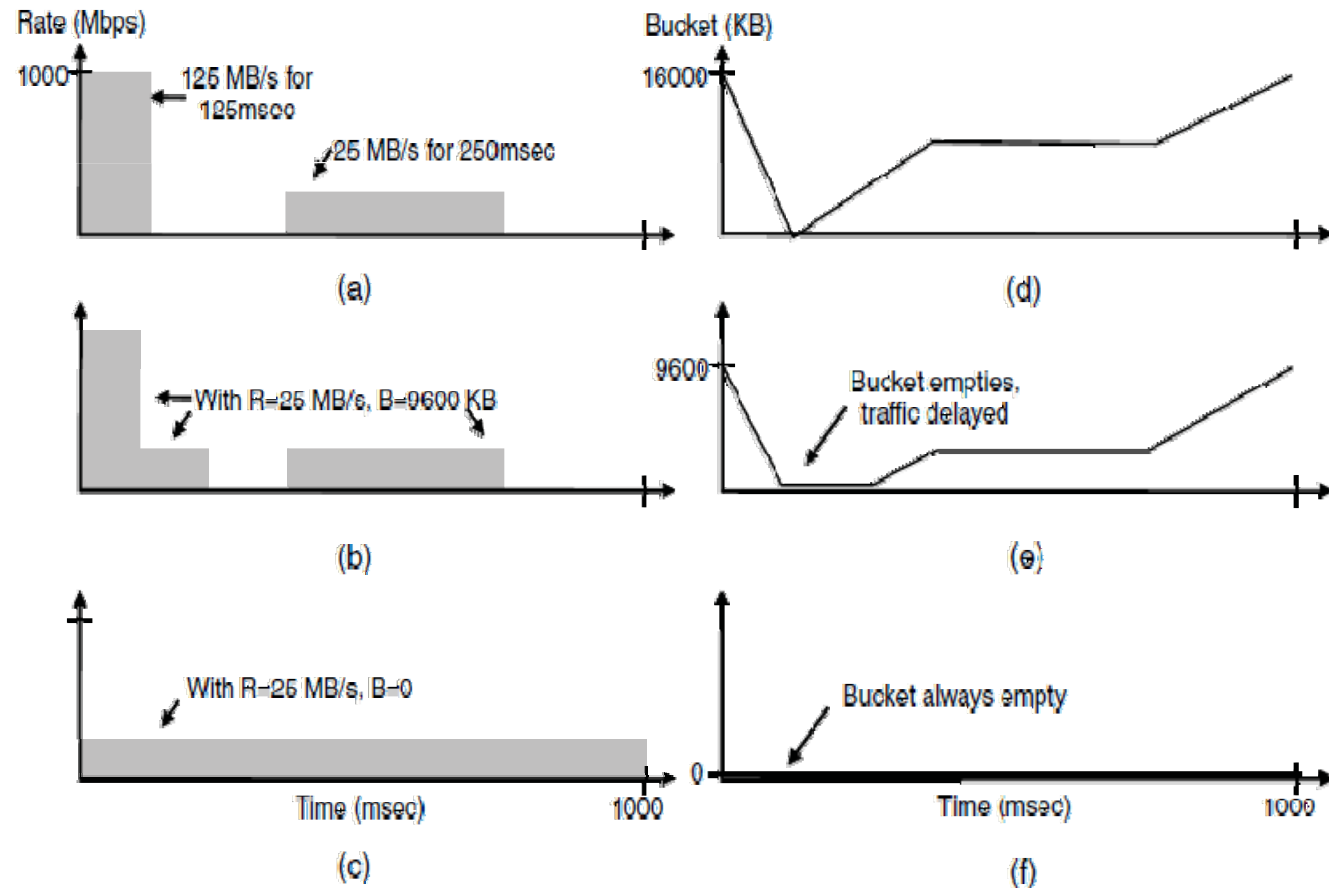 Rate (Mbps)
1000
125 MB/s for
125msec
25 MB/s for 250msec
(a)
Bucket (KB)
16000
(d)
With R=25 MB/s, B=9600 KB
(b)
9600
Bucket empties,
traffic delayed
(e)
With R=25 MB/s, B=0
Time (msec)
1000
(c)
Bucket always empty
0
Time (msec)
1000
(f)